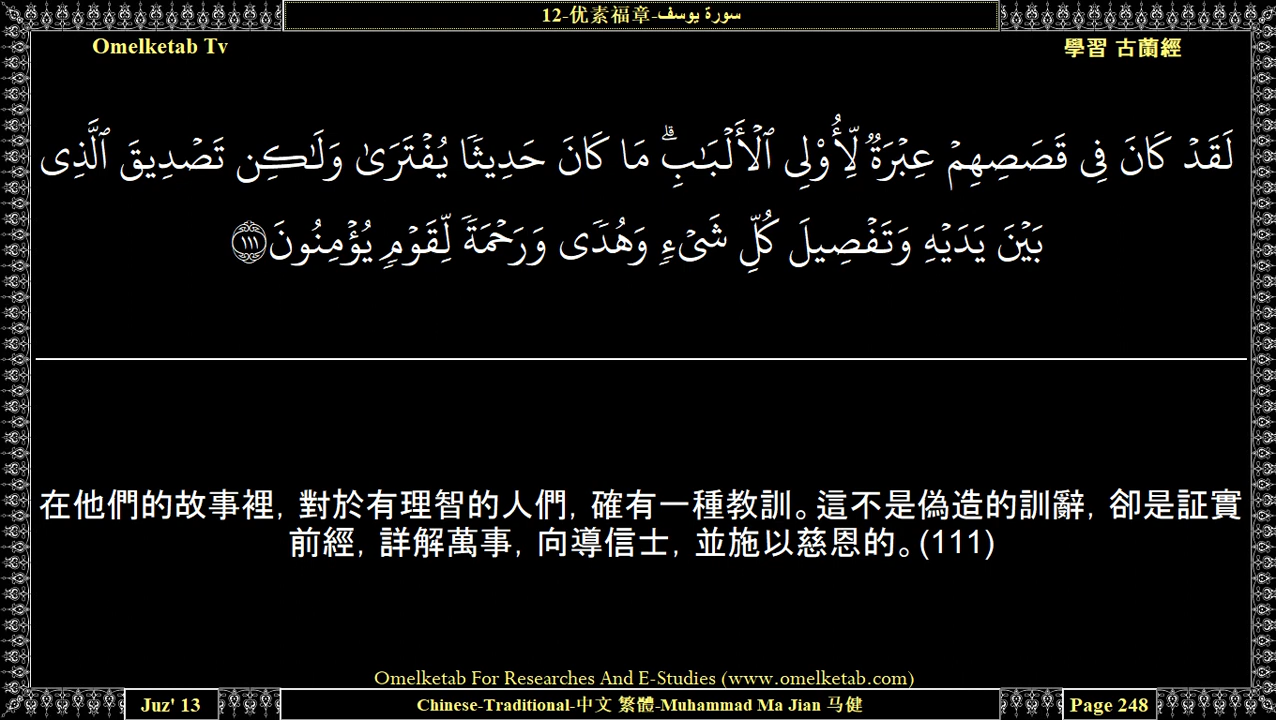 12-优素福章-سورة يوسف
Omelketab Tv
學習 古蘭經
لَقَدۡ كَانَ فِي قَصَصِهِمۡ عِبۡرَةٞ لِّأُوْلِي ٱلۡأَلۡبَٰبِۗ مَا كَانَ حَدِيثٗا يُفۡتَرَىٰ وَلَٰكِن تَصۡدِيقَ ٱلَّذِي
بَيۡنَ يَدَيۡهِ وَتَفۡصِيلَ كُلِّ شَيۡءٖ وَهُدٗى وَرَحۡمَةٗ لِّقَوۡمٖ يُؤۡمِنُونَ ١١١
在他們的故事裡, 對於有理智的人們, 確有一種教訓。這不是偽造的訓辭, 卻是証實
前經, 詳解萬事, 向導信士, 並施以慈恩的。(111)
Omelketab For Researches And E-Studies (www.omelketab.com)
Juz' 13
Chinese-Traditional-中文 繁體-Muhammad Ma Jian 马健
Page 248